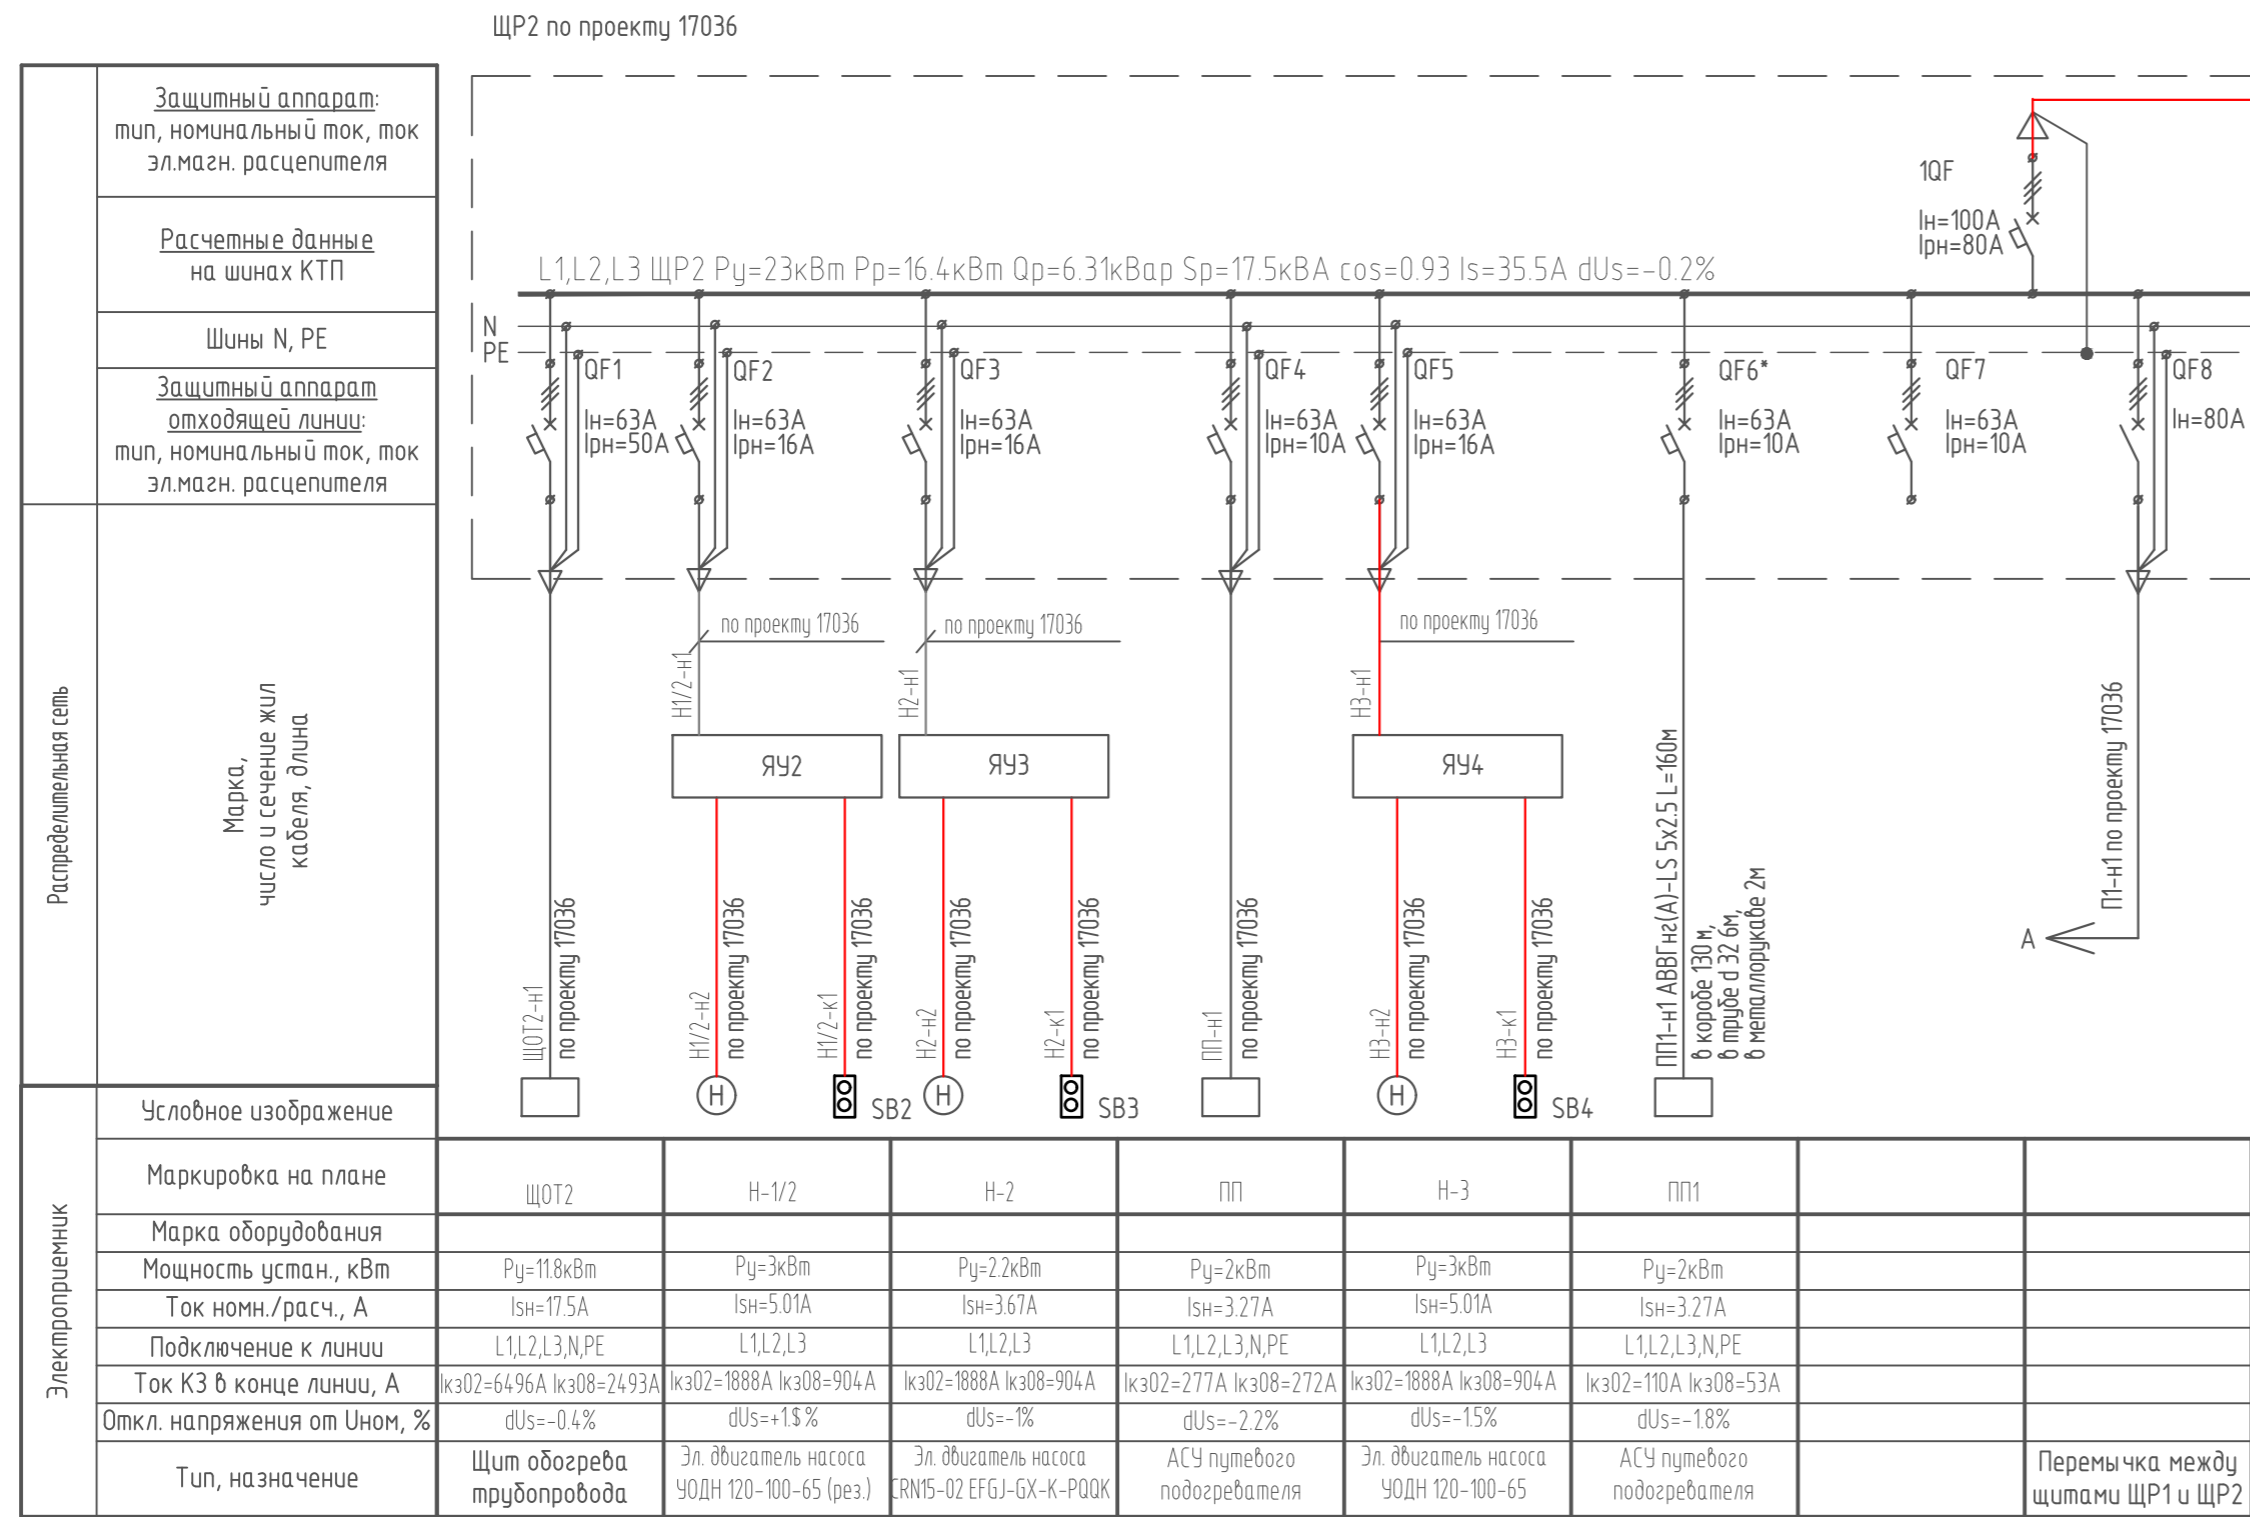 ЩР2 по проекту 17036
Защитный аппарат:
тип, номинальный ток, ток
эл.магн. расцепителя
Расчетные данные
на шинах КТП
Шины N, PE
Защитный аппарат
отходящей линии:
тип, номинальный ток, ток
эл.магн. расцепителя
Распределительная сеть
Марка,
число и сечение жил
кабеля, длина
1QF
Iн=100А
Iрн=80А
L1,L2,L3 ЩР2 Ру=23кВт Рр=16.4кВт Qр=6.31кВар Sр=17.5кВА cos=0.93 Is=35.5А dUs=-0.2%
N
PE
QF1
Iн=63А
Iрн=50А
QF2
Iн=63А
Iрн=16А
QF3
Iн=63А
Iрн=16А
QF4
Iн=63А
Iрн=10А
QF5
Iн=63А
Iрн=16А
QF6*
Iн=63А
Iрн=10А
QF7
Iн=63А
Iрн=10А
QF8
Iн=80А
по проекту 17036
по проекту 17036
по проекту 17036
Н1/2-н1
Н2-н1
Н3-н1
ЯУ2
ЯУ3
ЯУ4
ЩОТ2-н1
по проекту 17036
Н1/2-н2
по проекту 17036
Н1/2-к1
по проекту 17036
Н2-н2
по проекту 17036
Н2-к1
по проекту 17036
ПП-н1
по проекту 17036
Н3-н2
по проекту 17036
Н3-к1
по проекту 17036
ПП1-н1 АВВГнг(А)-LS 5х2.5 L=160м
в коробе 130 м,
в трубе d 32 6м,
в металлорукаве 2м
П1-н1 по проекту 17036
А
Н
SB2
Н
SB3
Н
SB4
Электроприемник
Условное изображение
Маркировка на плане
ЩОТ2
Н-1/2
Н-2
ПП
Н-3
ПП1
Марка оборудования
Мощность устан., кВт
Ру=11.8кВт
Ру=3кВт
Ру=2.2кВт
Ру=2кВт
Ру=3кВт
Ру=2кВт
Ток номн./расч., А
Isн=17.5А
Isн=5.01А
Isн=3.67А
Isн=3.27А
Isн=5.01А
Isн=3.27А
Подключение к линии
L1,L2,L3,N,PE
L1,L2,L3
L1,L2,L3
L1,L2,L3,N,PE
L1,L2,L3
L1,L2,L3,N,PE
Ток КЗ в конце линии, А
Iкз02=6496А Iкз08=2493А
Iкз02=1888А Iкз08=904А
Iкз02=1888А Iкз08=904А
Iкз02=277А Iкз08=272А
Iкз02=1888А Iкз08=904А
Iкз02=110А Iкз08=53А
Откл. напряжения от Uном, %
dUs=-0.4%
dUs=+1.$%
dUs=-1%
dUs=-2.2%
dUs=-1.5%
dUs=-1.8%
Тип, назначение
Щит обогрева
трубопровода
Эл. двигатель насоса
УОДН 120-100-65 (рез.)
Эл. двигатель насоса
CRN15-02 EFGJ-GX-K-PQQK
АСУ путевого
подогревателя
Эл. двигатель насоса
УОДН 120-100-65
АСУ путевого
подогревателя
Перемычка между
щитами ЩР1 и ЩР2